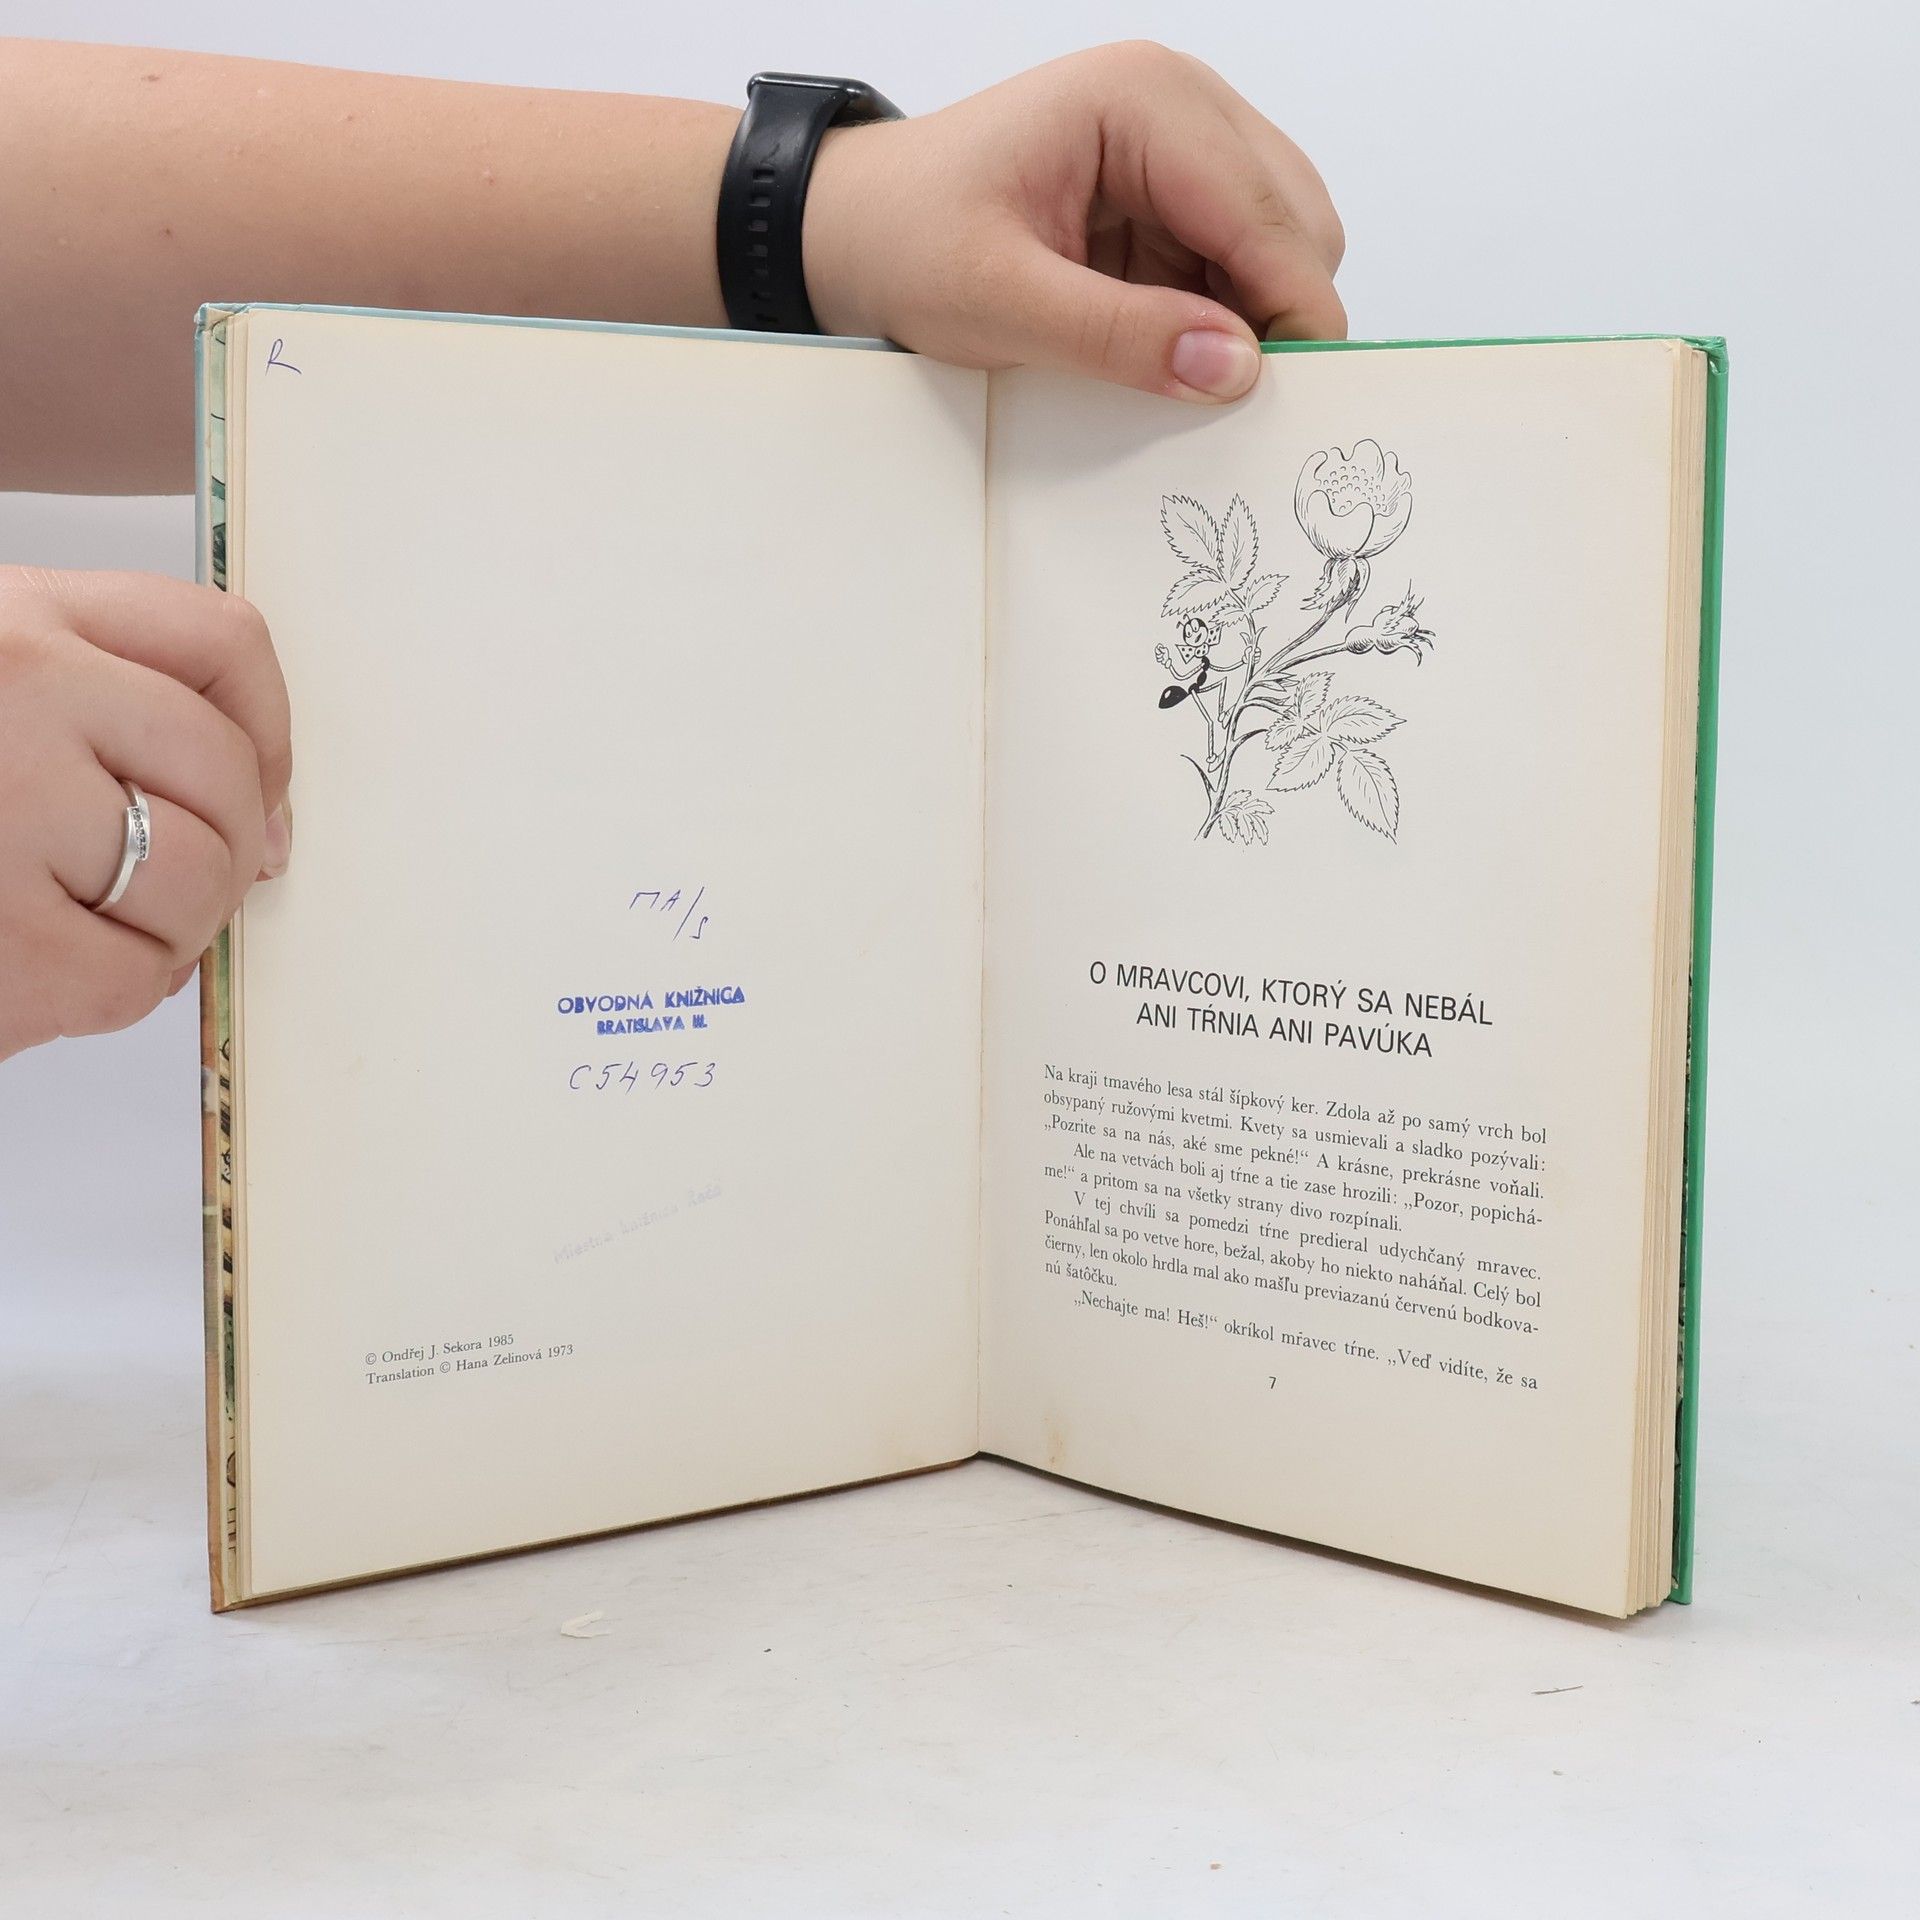 R
MA/S
OBVODNÁ KNIŽNICA
BRATISLAVA III.
C54953
Miestna knižnica Rača
© Ondřej J. Sekora 1985
Translation © Hana Zelinová 1973
O MRAVCOVI, KTORÝ SA NEBÁL
ANI TŔNIA ANI PAVÚKA
Na kraji tmavého lesa stál šípkový ker. Zdola až po samý vrch bol
obsypaný ružovými kvetmi. Kvety sa usmievali a sladko pozývali:
„Pozrite sa na nás, aké sme pekné!“ A krásne, prekrásne voňali.
Ale na vetvách boli aj tŕne a tie zase hrozili: „Pozor, popichá-
me!“ a pritom sa na všetky strany divo rozpínali.
V tej chvíli sa pomedzi tŕne predieral udychčaný mravec.
Ponáhľal sa po vetve hore, bežal, akoby ho niekto naháňal. Celý bol
čierny, len okolo hrdla mal ako mašľu previazanú červenú bodkova-
nú šatôčku.
„Nechajte ma! Heš!“ okríkol mravec tŕne. „Veď vidíte, že sa
7